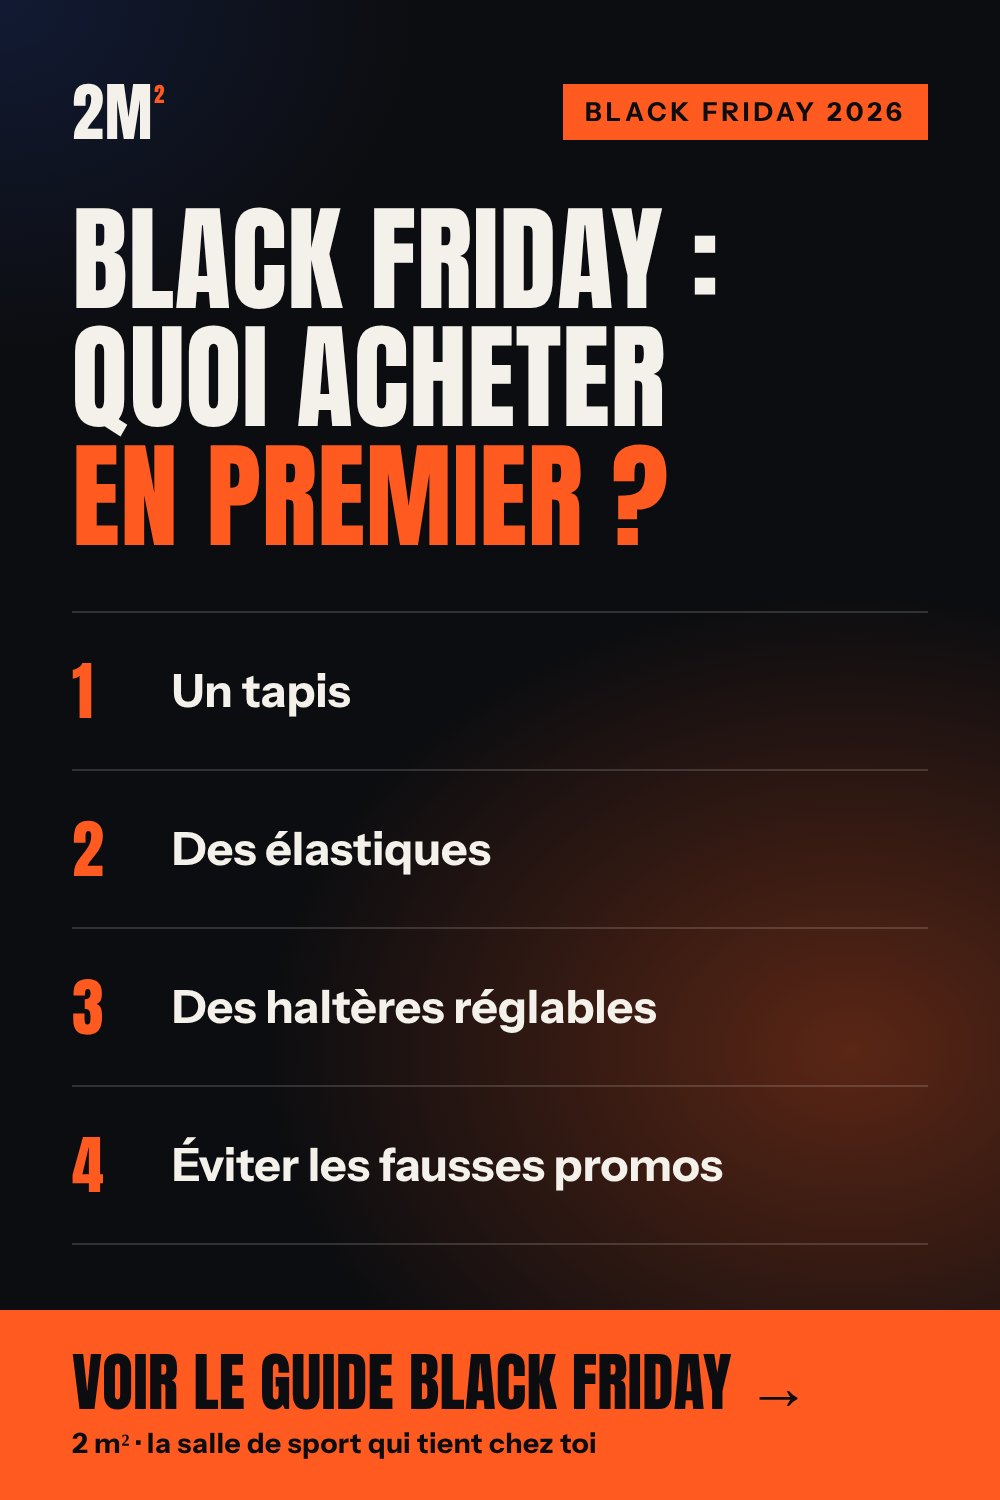 2M²
BLACK FRIDAY 2026
BLACK FRIDAY :
QUOI ACHETER
EN PREMIER ?
1 Un tapis
2 Des élastiques
3 Des haltères réglables
4 Éviter les fausses promos
VOIR LE GUIDE BLACK FRIDAY →
2 m² · la salle de sport qui tient chez toi